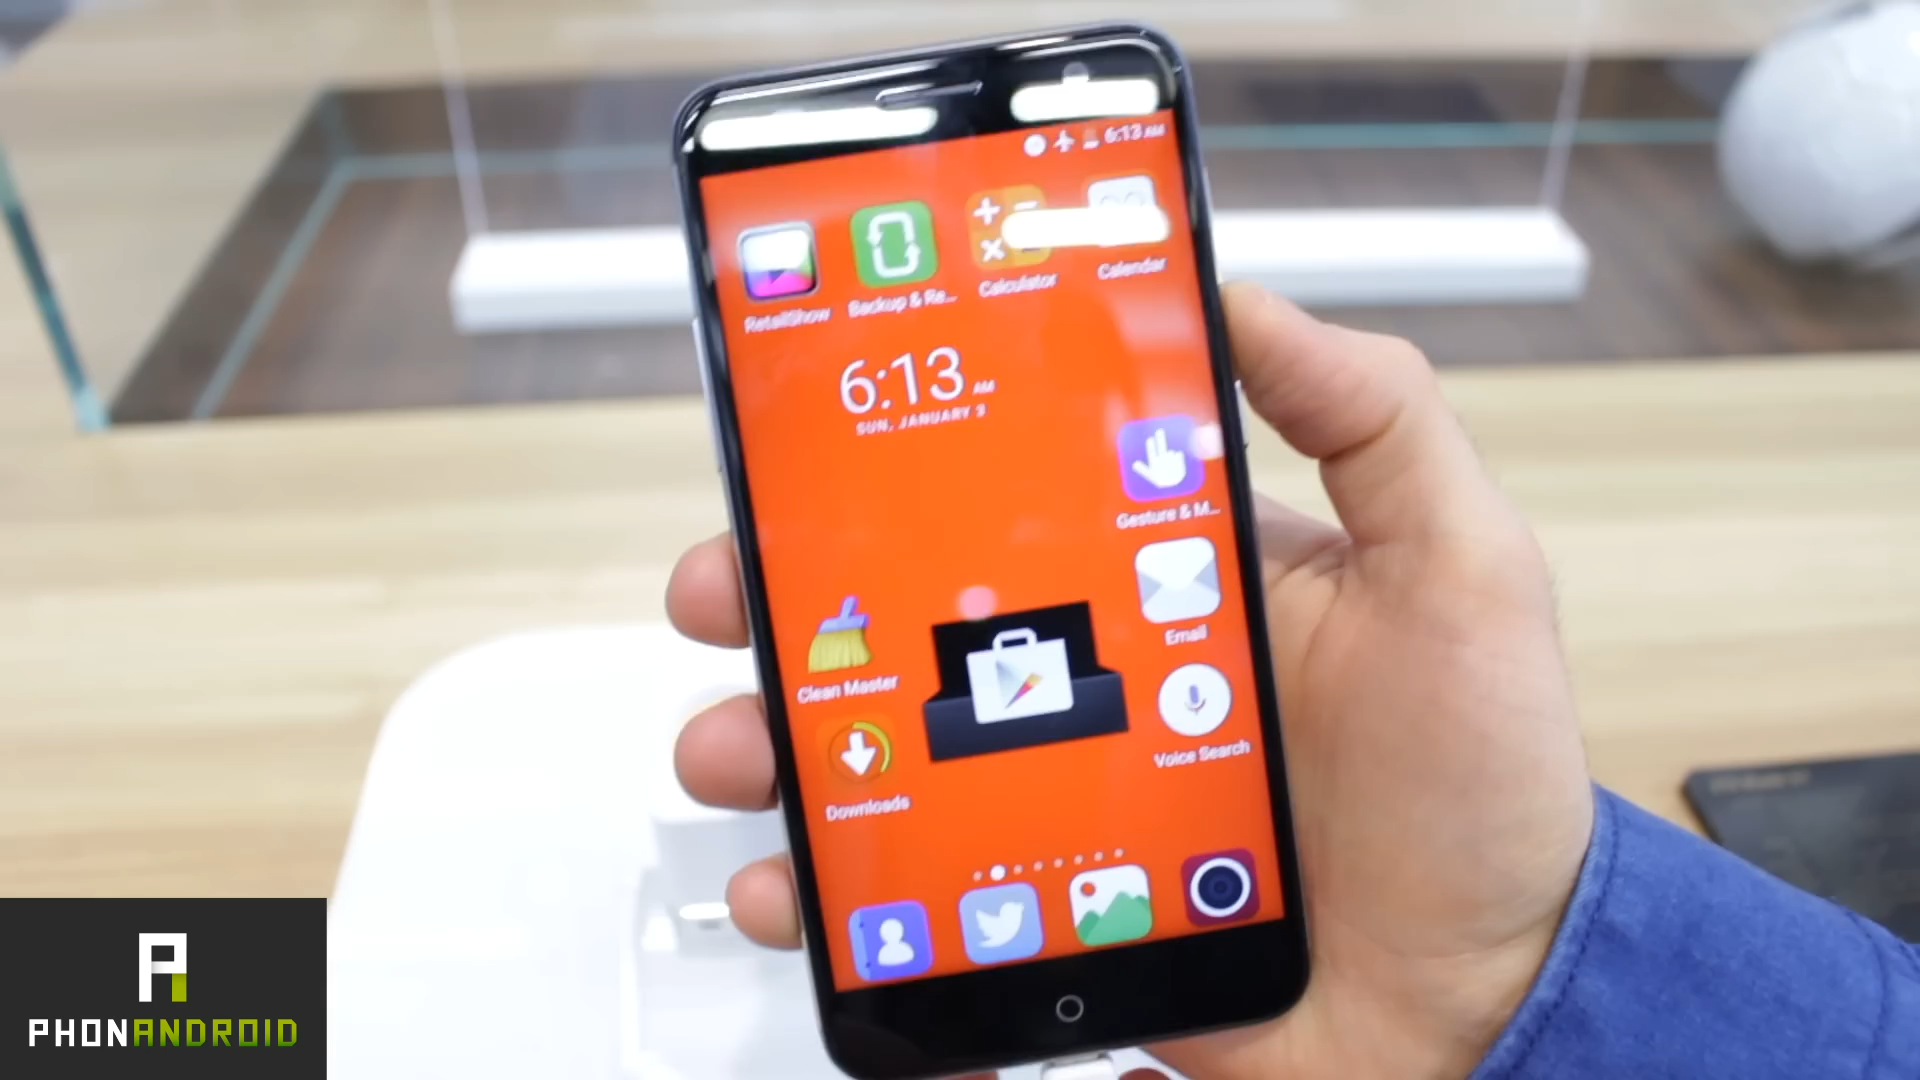 6:13 AM
RetailShow
Backup & Re...
Calculator
Calendar
6:13 AM
SUN, JANUARY 3
Gesture & M...
Email
Clean Master
Voice Search
Downloads
PHONANDROID